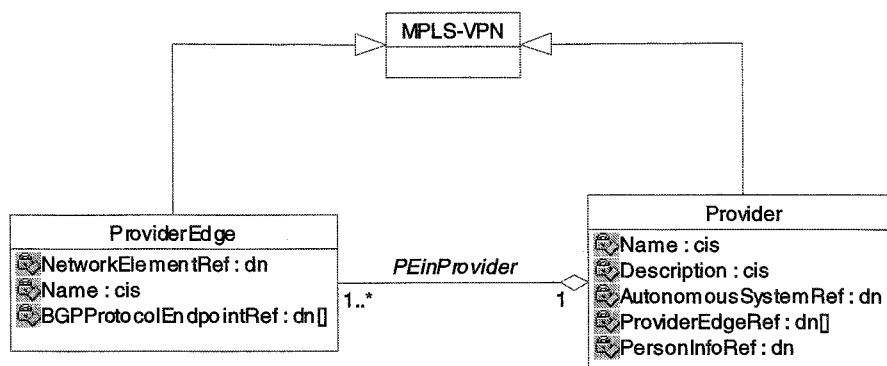 MPLS-VPN
ProviderEdge
NetworkElementRef : dn
Name : cis
BGPProtocolEndpointRef : dn[]
PEinProvider
1..*
1
Provider
Name : cis
Description : cis
AutonomousSystemRef : dn
ProviderEdgeRef : dn[]
PersonInfoRef : dn